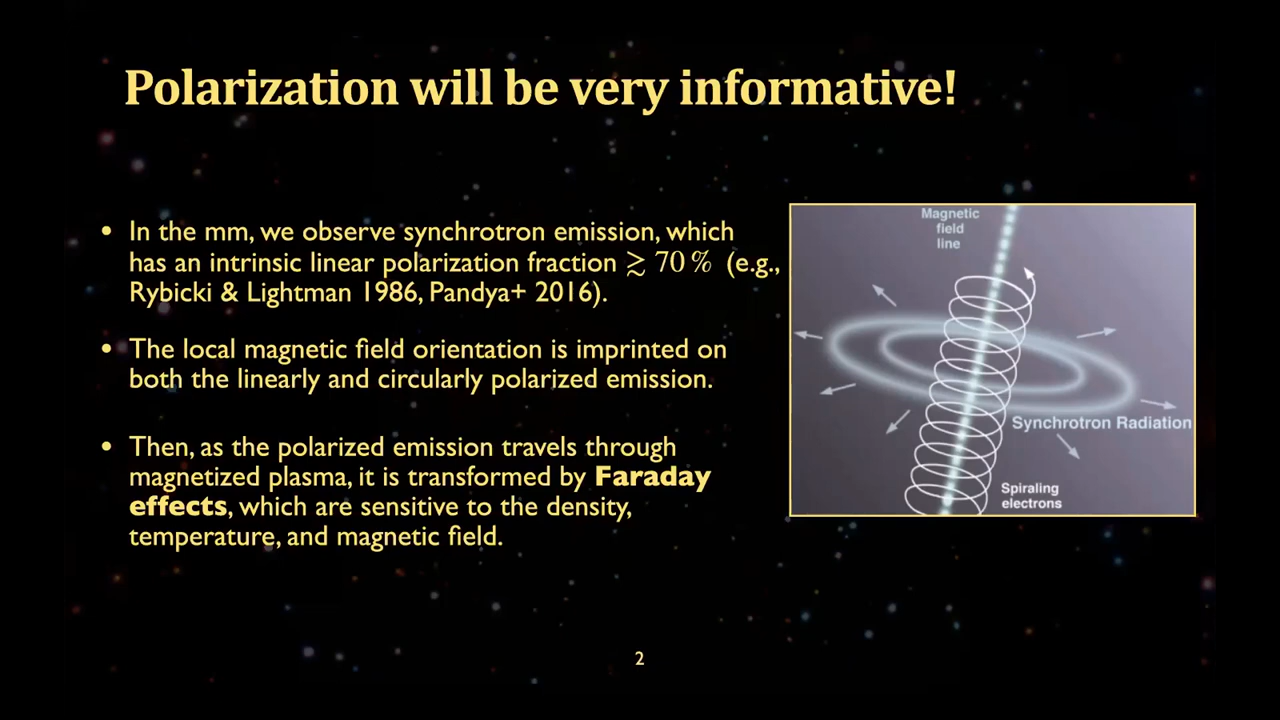 Polarization will be very informative!
• In the mm, we observe synchrotron emission, which
has an intrinsic linear polarization fraction ≳ 70 % (e.g.,
Rybicki & Lightman 1986, Pandya+ 2016).
• The local magnetic field orientation is imprinted on
both the linearly and circularly polarized emission.
• Then, as the polarized emission travels through
magnetized plasma, it is transformed by Faraday
effects, which are sensitive to the density,
temperature, and magnetic field.
Magnetic
field
line
Synchrotron Radiation
Spiraling
electrons
2